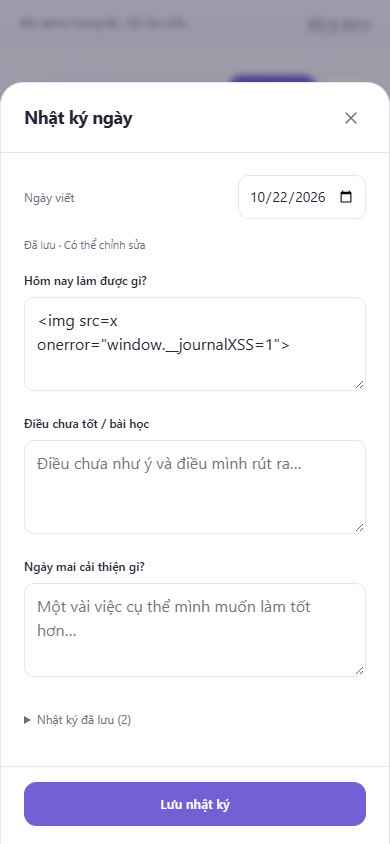 Nhật ký ngày
Ngày viết
10/22/2026
Đã lưu · Có thể chỉnh sửa
Hôm nay làm được gì?
<img src=x
onerror="window.__journalXSS=1">
Điều chưa tốt / bài học
Điều chưa như ý và điều mình rút ra...
Ngày mai cải thiện gì?
Một vài việc cụ thể mình muốn làm tốt
hơn...
Nhật ký đã lưu (2)
Lưu nhật ký